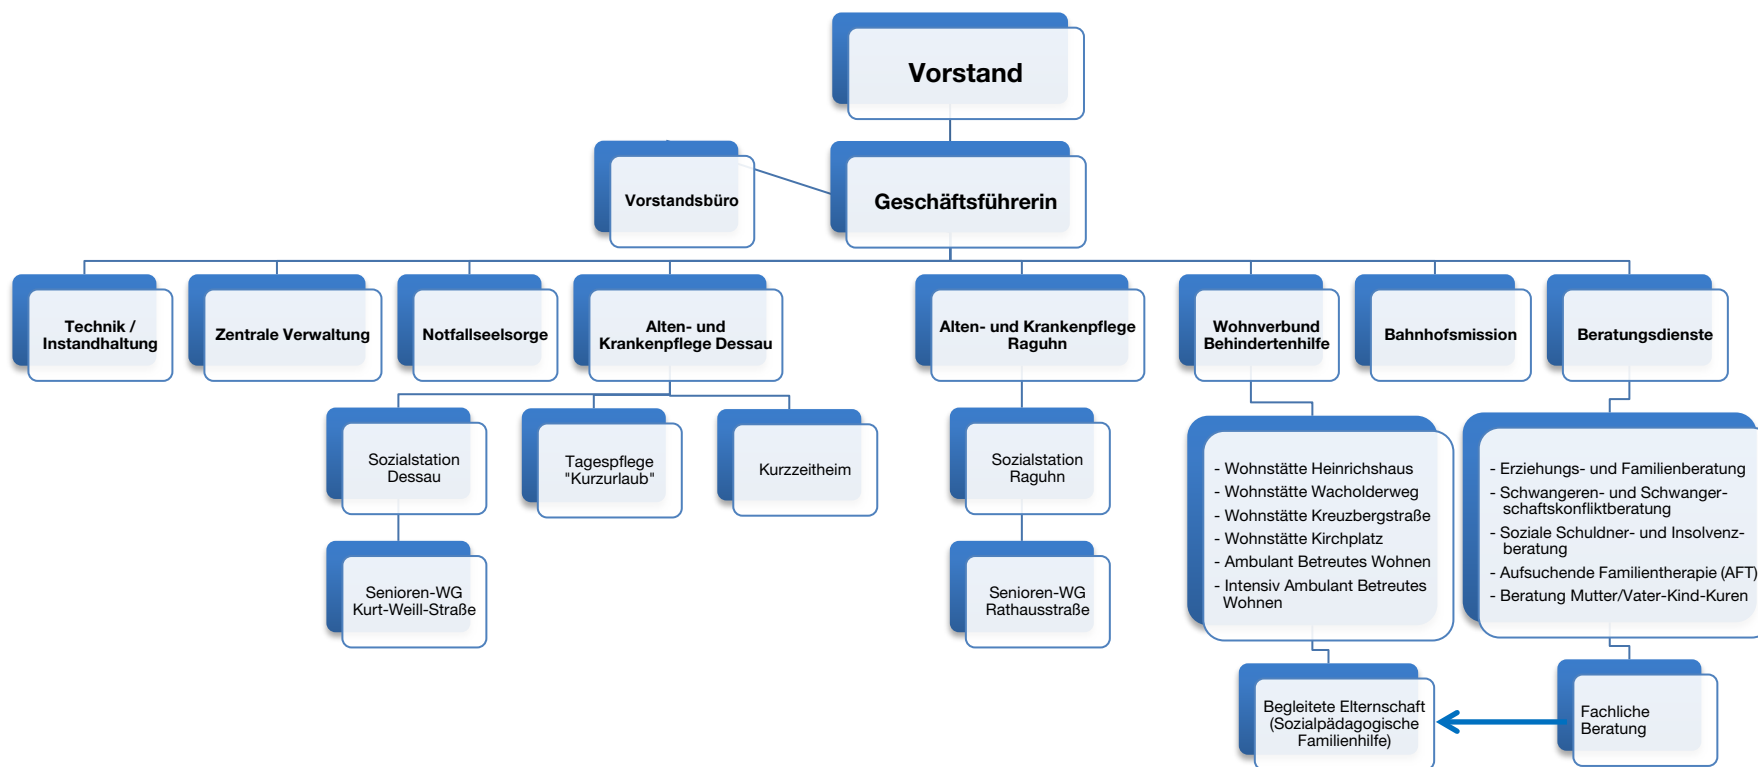 Vorstand
Vorstandsbüro
Geschäftsführerin
Technik /
Instandhaltung
Zentrale Verwaltung
Notfallseelsorge
Alten- und
Krankenpflege Dessau
Alten- und Krankenpflege
Raguhn
Wohnverbund
Behindertenhilfe
Bahnhofsmission
Beratungsdienste
Sozialstation
Dessau
Tagespflege
"Kurzurlaub"
Kurzzeitheim
Sozialstation
Raguhn
- Wohnstätte Heinrichshaus
- Wohnstätte Wacholderweg
- Wohnstätte Kreuzbergstraße
- Wohnstätte Kirchplatz
- Ambulant Betreutes Wohnen
- Intensiv Ambulant Betreutes
Wohnen
- Erziehungs- und Familienberatung
- Schwangeren- und Schwanger-
schaftskonfliktberatung
- Soziale Schuldner- und Insolvenz-
beratung
- Aufsuchende Familientherapie (AFT)
- Beratung Mutter/Vater-Kind-Kuren
Senioren-WG
Kurt-Weill-Straße
Senioren-WG
Rathausstraße
Begleitete Elternschaft
(Sozialpädagogische
Familienhilfe)
Fachliche
Beratung